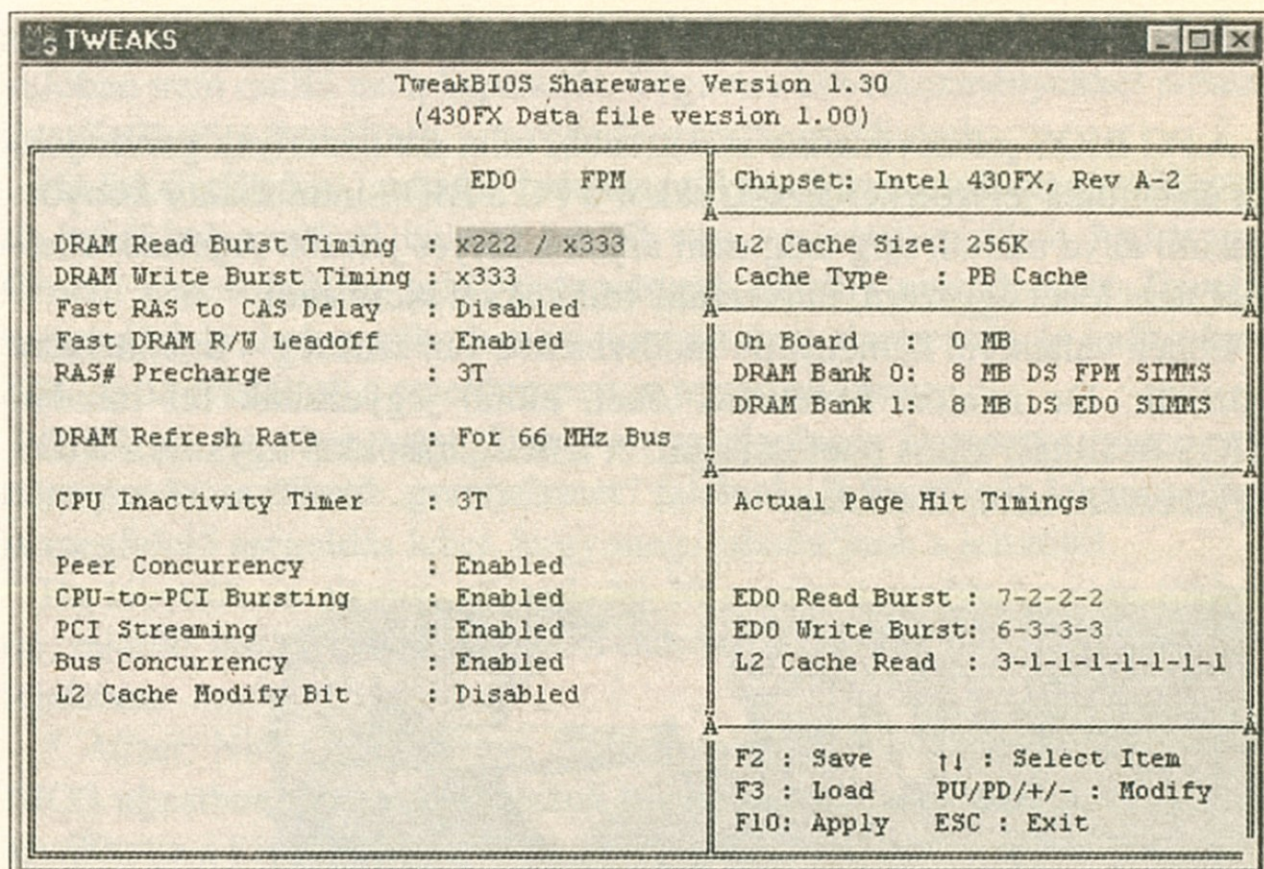 TWEAKS
TweakBIOS Shareware Version 1.30
(430FX Data file version 1.00)
EDO FPM
DRAM Read Burst Timing : x222 / x333
DRAM Write Burst Timing : x333
Fast RAS to CAS Delay : Disabled
Fast DRAM R/W Leadoff : Enabled
RAS# Precharge : 3T
DRAM Refresh Rate : For 66 MHz Bus
CPU Inactivity Timer : 3T
Peer Concurrency : Enabled
CPU-to-PCI Bursting : Enabled
PCI Streaming : Enabled
Bus Concurrency : Enabled
L2 Cache Modify Bit : Disabled
Chipset: Intel 430FX, Rev A-2
L2 Cache Size: 256K
Cache Type : PB Cache
On Board : 0 MB
DRAM Bank 0: 8 MB DS FPM SIMMS
DRAM Bank 1: 8 MB DS EDO SIMMS
Actual Page Hit Timings
EDO Read Burst : 7-2-2-2
EDO Write Burst: 6-3-3-3
L2 Cache Read : 3-1-1-1-1-1-1-1
F2 : Save ↑↓ : Select Item
F3 : Load PU/PD/+/- : Modify
F10: Apply ESC : Exit